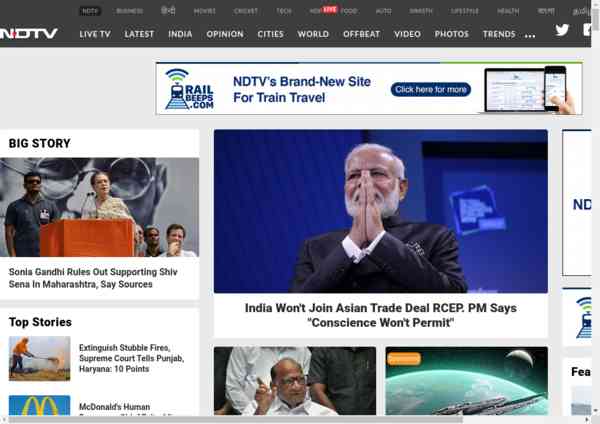 NDTV BUSINESS हिन्दी MOVIES CRICKET TECH LIVE FOOD AUTO SWASTH LIFESTYLE HEALTH বাংলা
NDTV LIVE TV LATEST INDIA OPINION CITIES WORLD OFFBEAT VIDEO PHOTOS TRENDS ...
RAIL
BEEPS
.COM
NDTV's Brand-New Site
For Train Travel
Click here for more
BIG STORY
Sonia Gandhi Rules Out Supporting Shiv
Sena In Maharashtra, Say Sources
India Won't Join Asian Trade Deal RCEP. PM Says
"Conscience Won't Permit"
Top Stories
Extinguish Stubble Fires,
Supreme Court Tells Punjab,
Haryana: 10 Points
McDonald's Human
Sponsored
ND
Fea